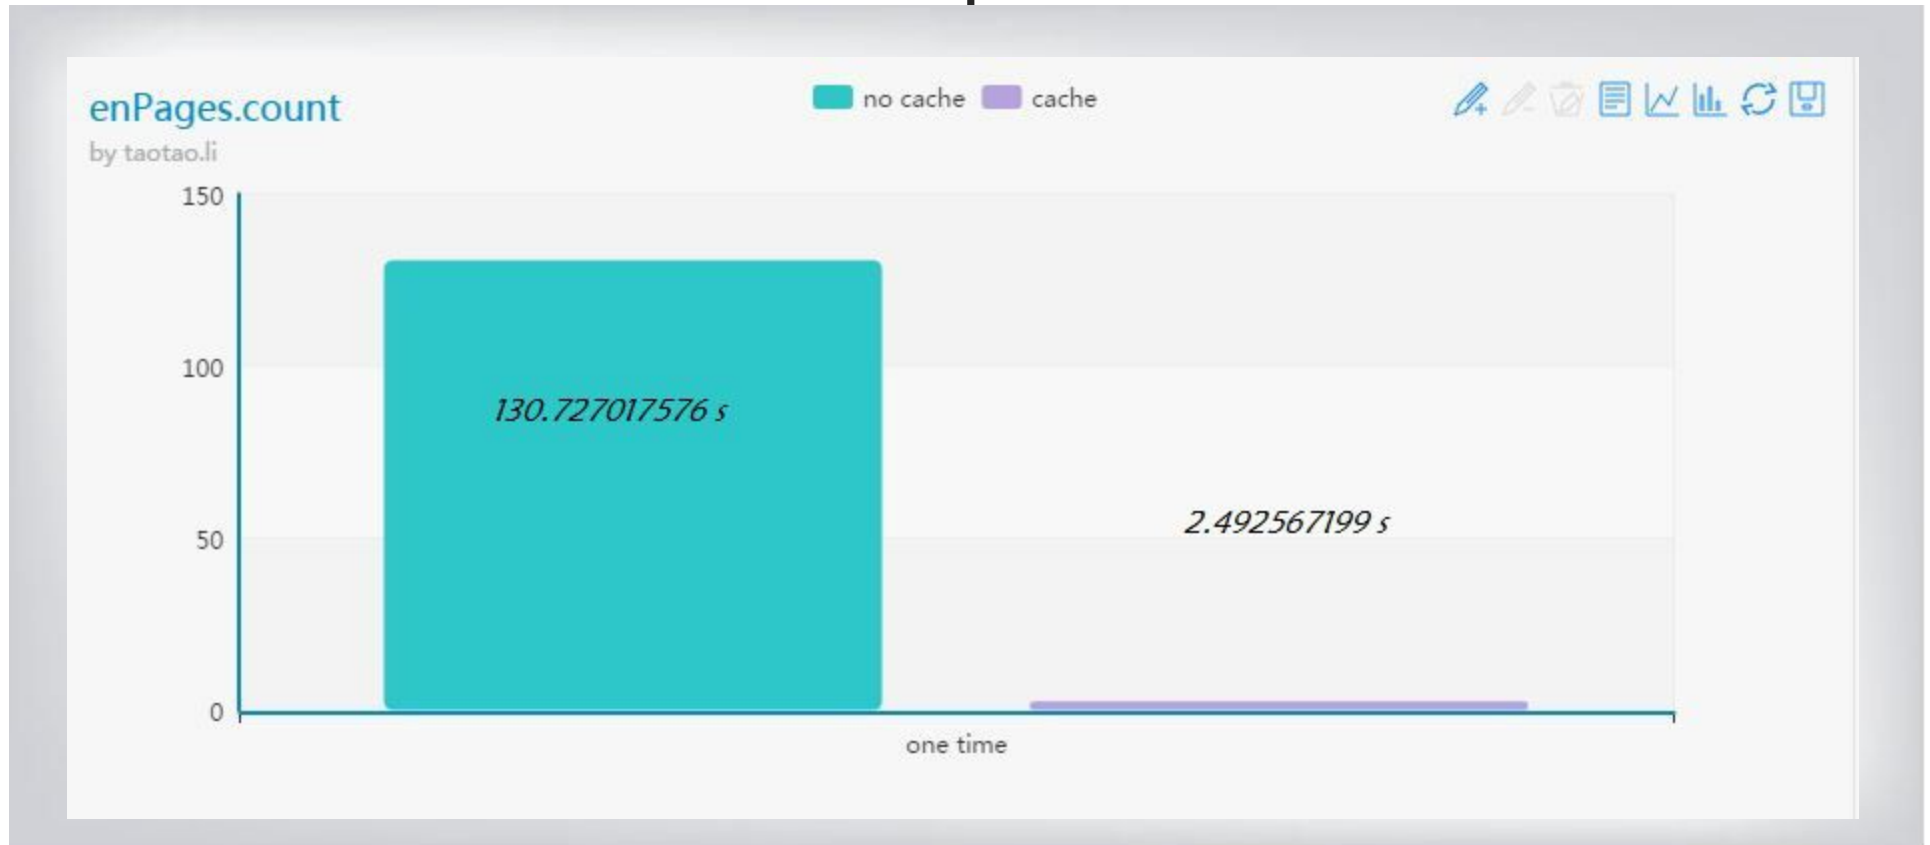 enPages.count
by taotao.li
no cache cache
150
100
50
0
130.727017576 s
2.492567199 s
one time